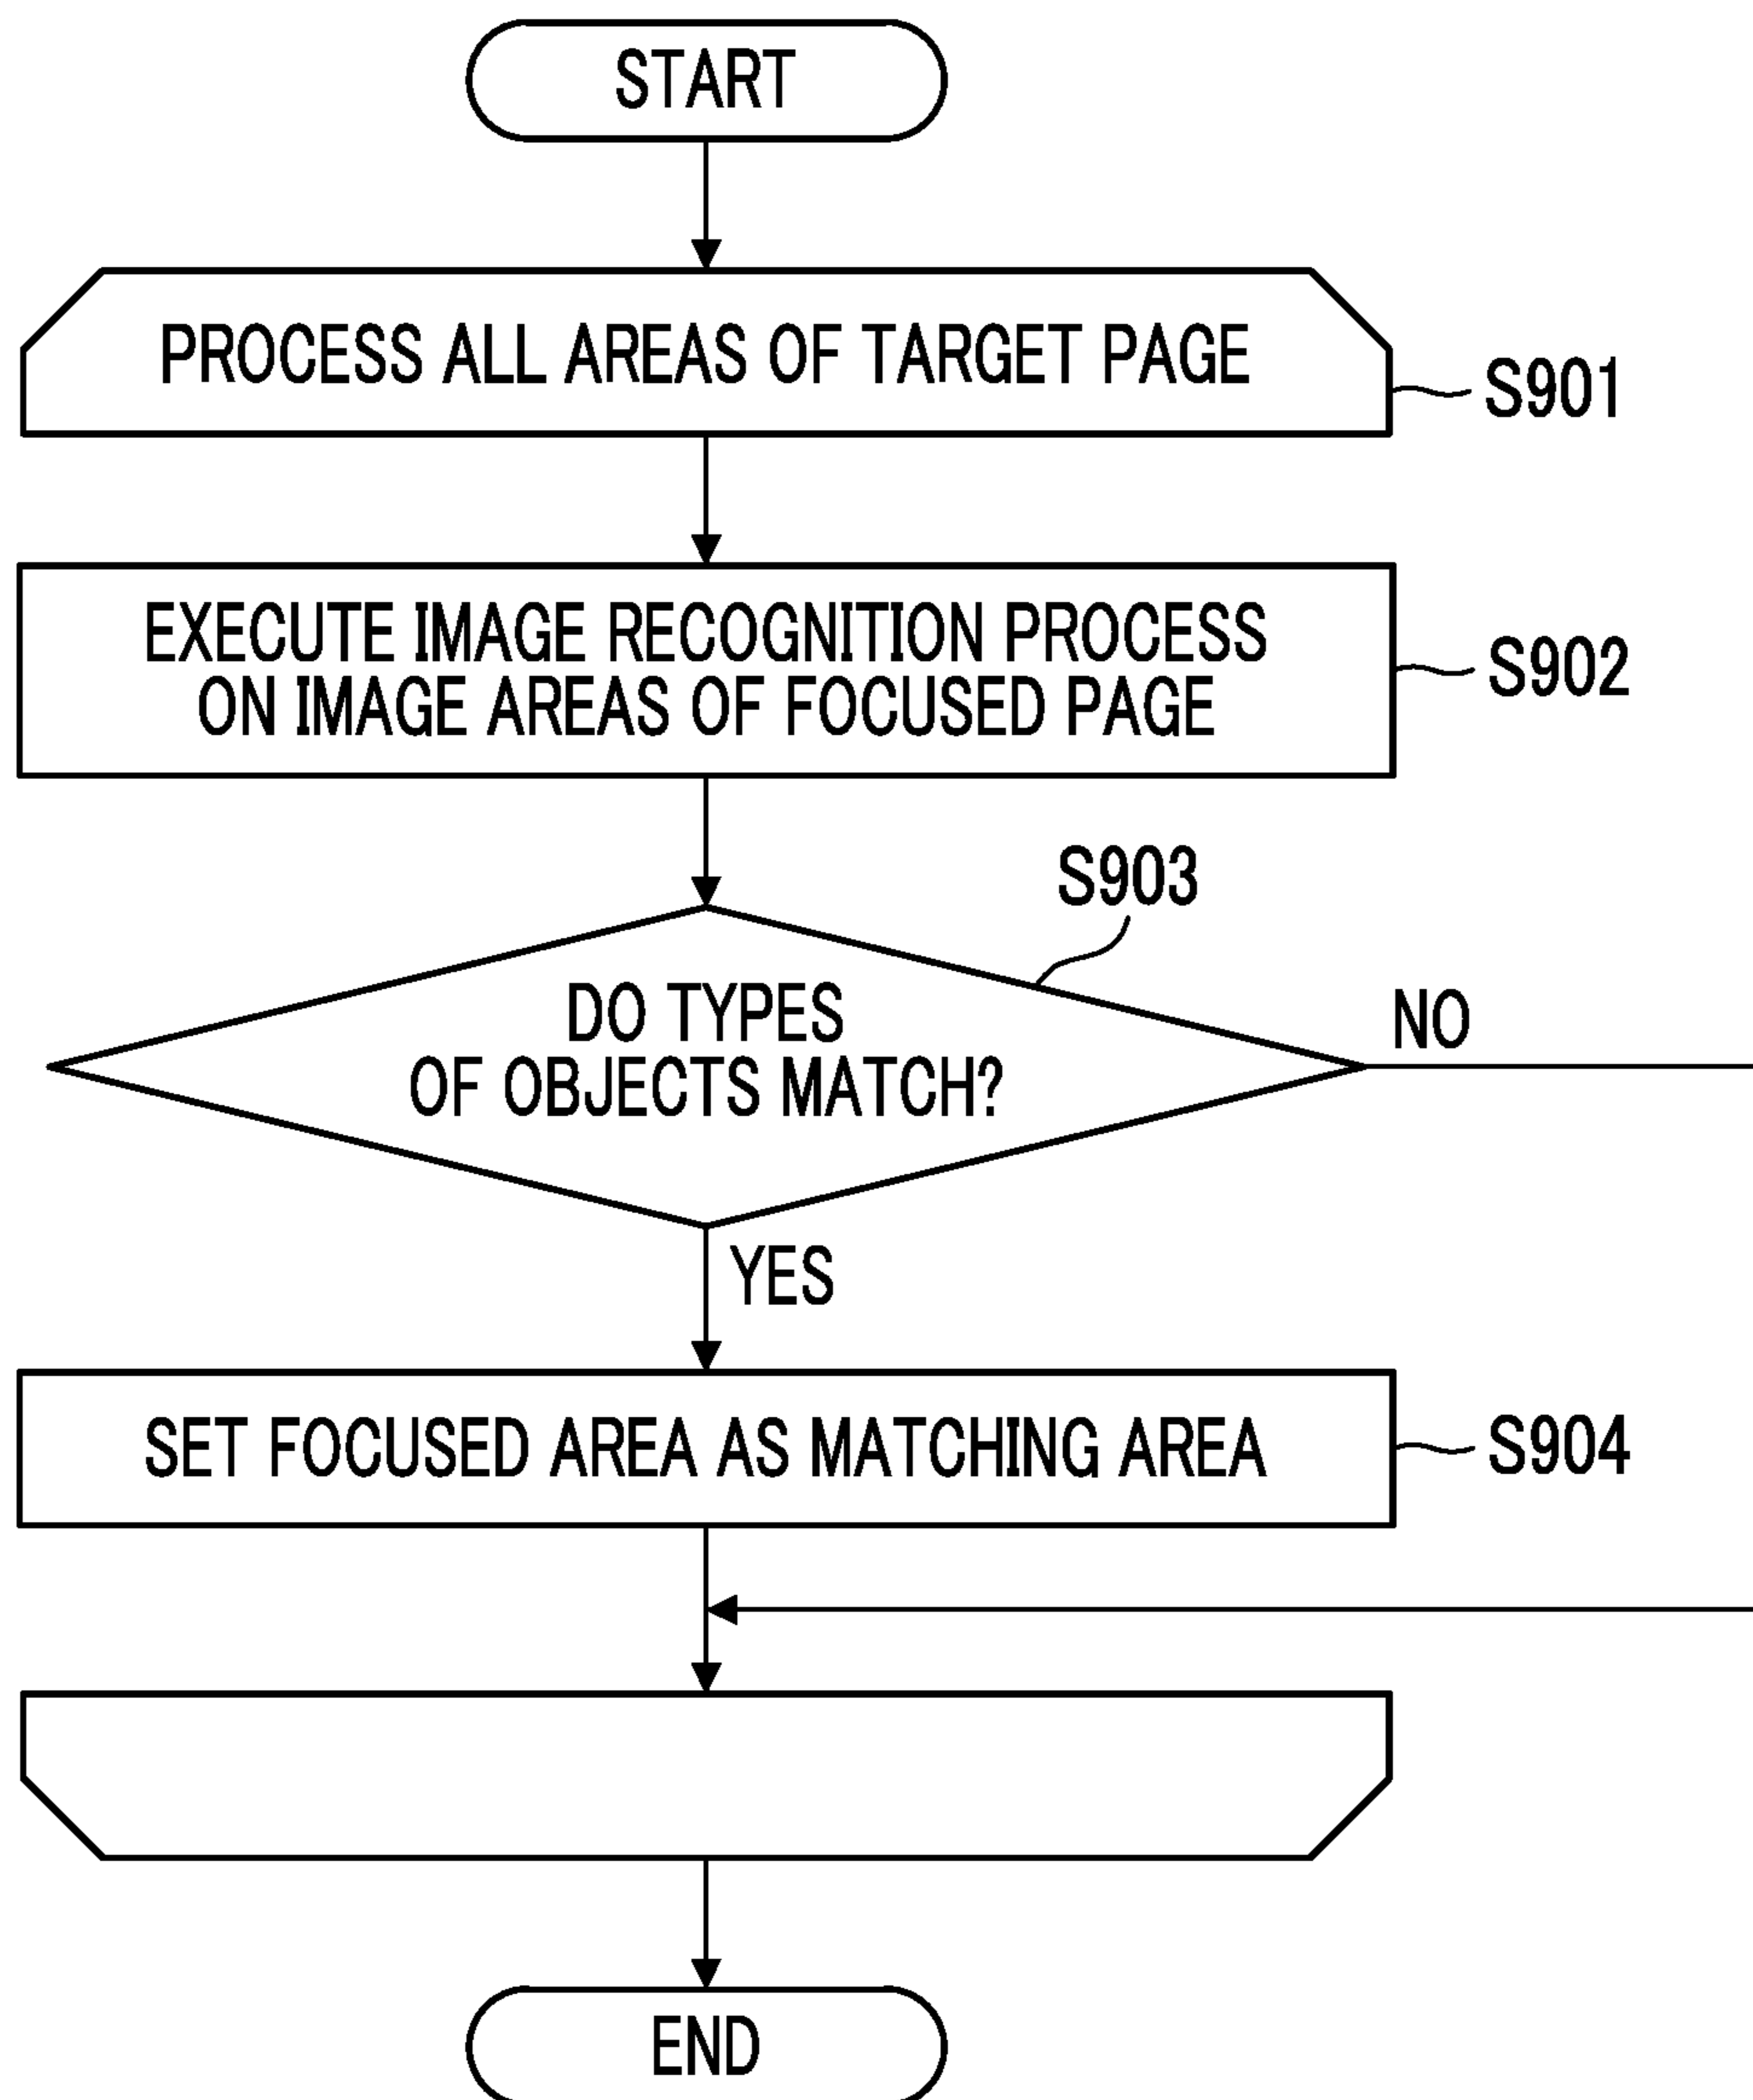 START
PROCESS ALL AREAS OF TARGET PAGE
S901
EXECUTE IMAGE RECOGNITION PROCESS
ON IMAGE AREAS OF FOCUSED PAGE
S902
S903
DO TYPES
OF OBJECTS MATCH?
NO
YES
SET FOCUSED AREA AS MATCHING AREA
S904
END